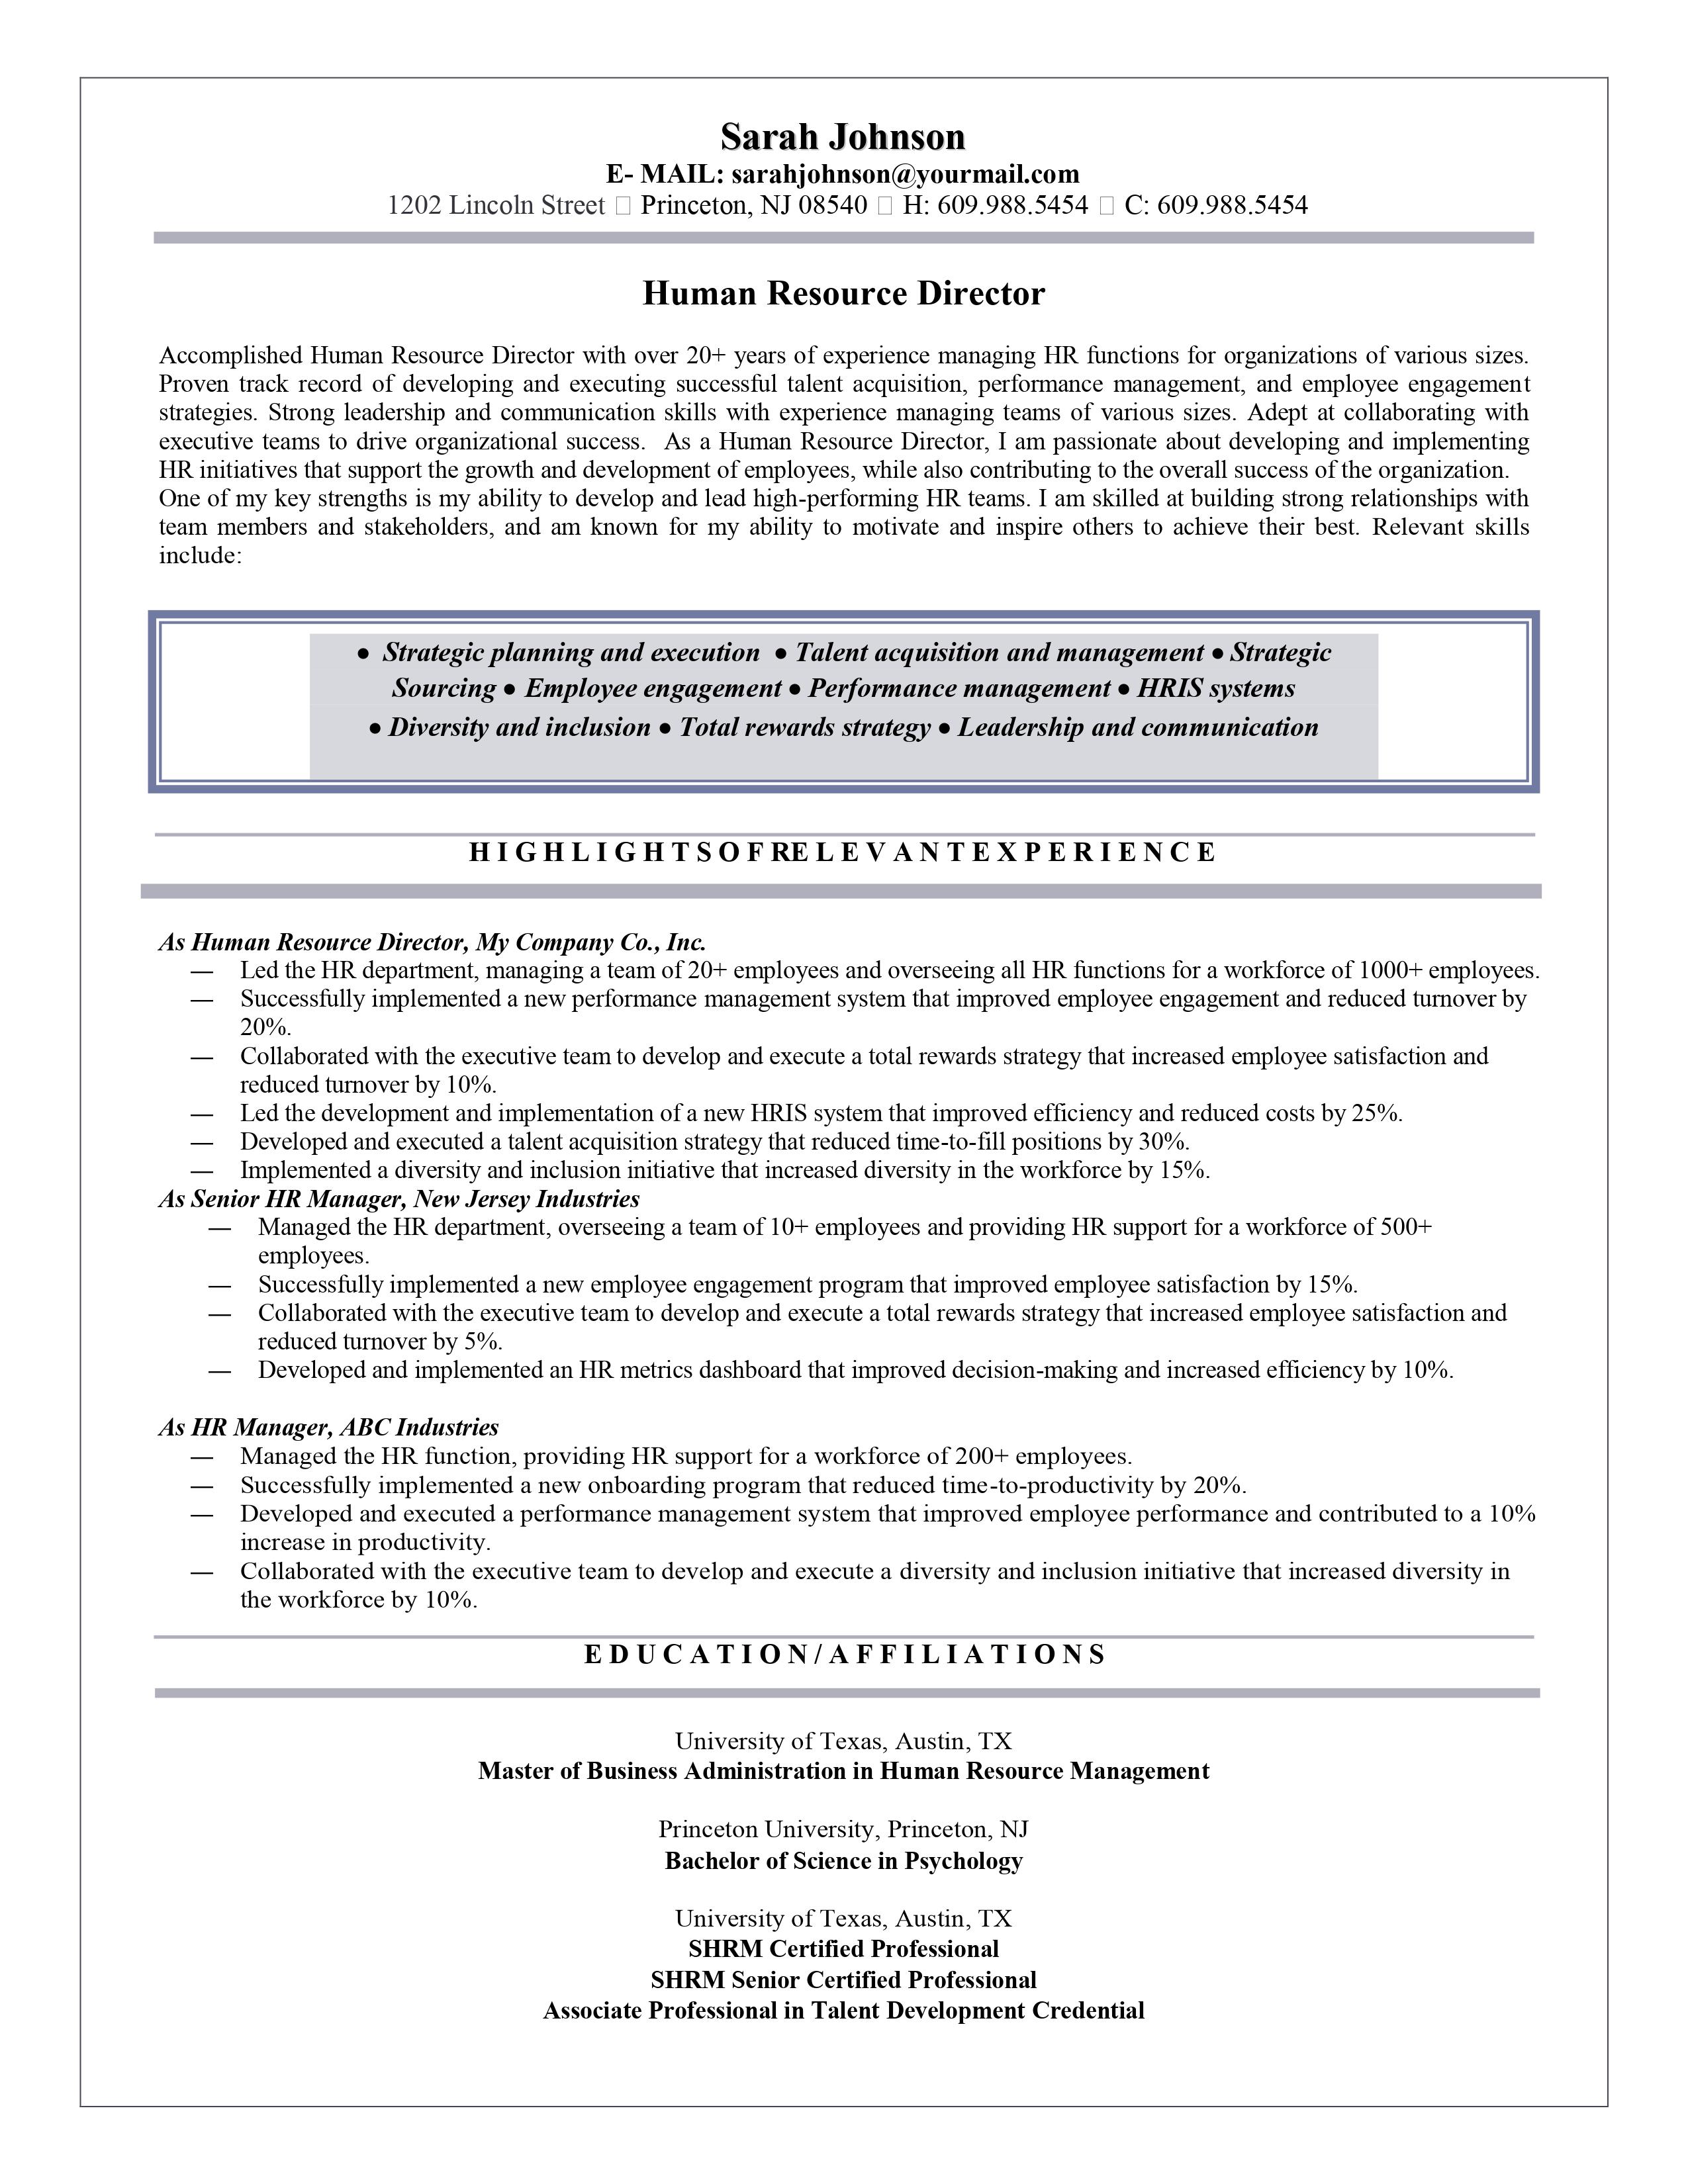 Sarah Johnson
E- MAIL: sarahjohnson@yourmail.com
1202 Lincoln Street □ Princeton, NJ 08540 □ H: 609.988.5454 □ C: 609.988.5454
Human Resource Director
Accomplished Human Resource Director with over 20+ years of experience managing HR functions for organizations of various sizes.
Proven track record of developing and executing successful talent acquisition, performance management, and employee engagement
strategies. Strong leadership and communication skills with experience managing teams of various sizes. Adept at collaborating with
executive teams to drive organizational success. As a Human Resource Director, I am passionate about developing and implementing
HR initiatives that support the growth and development of employees, while also contributing to the overall success of the organization.
One of my key strengths is my ability to develop and lead high-performing HR teams. I am skilled at building strong relationships with
team members and stakeholders, and am known for my ability to motivate and inspire others to achieve their best. Relevant skills
include:
● Strategic planning and execution ● Talent acquisition and management ● Strategic
Sourcing ● Employee engagement ● Performance management ● HRIS systems
● Diversity and inclusion ● Total rewards strategy ● Leadership and communication
HIGHLIGHTSOFRELEVANTEXPERIENCE
As Human Resource Director, My Company Co., Inc.
— Led the HR department, managing a team of 20+ employees and overseeing all HR functions for a workforce of 1000+ employees.
— Successfully implemented a new performance management system that improved employee engagement and reduced turnover by
20%.
— Collaborated with the executive team to develop and execute a total rewards strategy that increased employee satisfaction and
reduced turnover by 10%.
— Led the development and implementation of a new HRIS system that improved efficiency and reduced costs by 25%.
— Developed and executed a talent acquisition strategy that reduced time-to-fill positions by 30%.
— Implemented a diversity and inclusion initiative that increased diversity in the workforce by 15%.
As Senior HR Manager, New Jersey Industries
— Managed the HR department, overseeing a team of 10+ employees and providing HR support for a workforce of 500+
employees.
— Successfully implemented a new employee engagement program that improved employee satisfaction by 15%.
— Collaborated with the executive team to develop and execute a total rewards strategy that increased employee satisfaction and
reduced turnover by 5%.
— Developed and implemented an HR metrics dashboard that improved decision-making and increased efficiency by 10%.
As HR Manager, ABC Industries
— Managed the HR function, providing HR support for a workforce of 200+ employees.
— Successfully implemented a new onboarding program that reduced time-to-productivity by 20%.
— Developed and executed a performance management system that improved employee performance and contributed to a 10%
increase in productivity.
— Collaborated with the executive team to develop and execute a diversity and inclusion initiative that increased diversity in
the workforce by 10%.
EDUCATION/AFFILIATIONS
University of Texas, Austin, TX
Master of Business Administration in Human Resource Management
Princeton University, Princeton, NJ
Bachelor of Science in Psychology
University of Texas, Austin, TX
SHRM Certified Professional
SHRM Senior Certified Professional
Associate Professional in Talent Development Credential